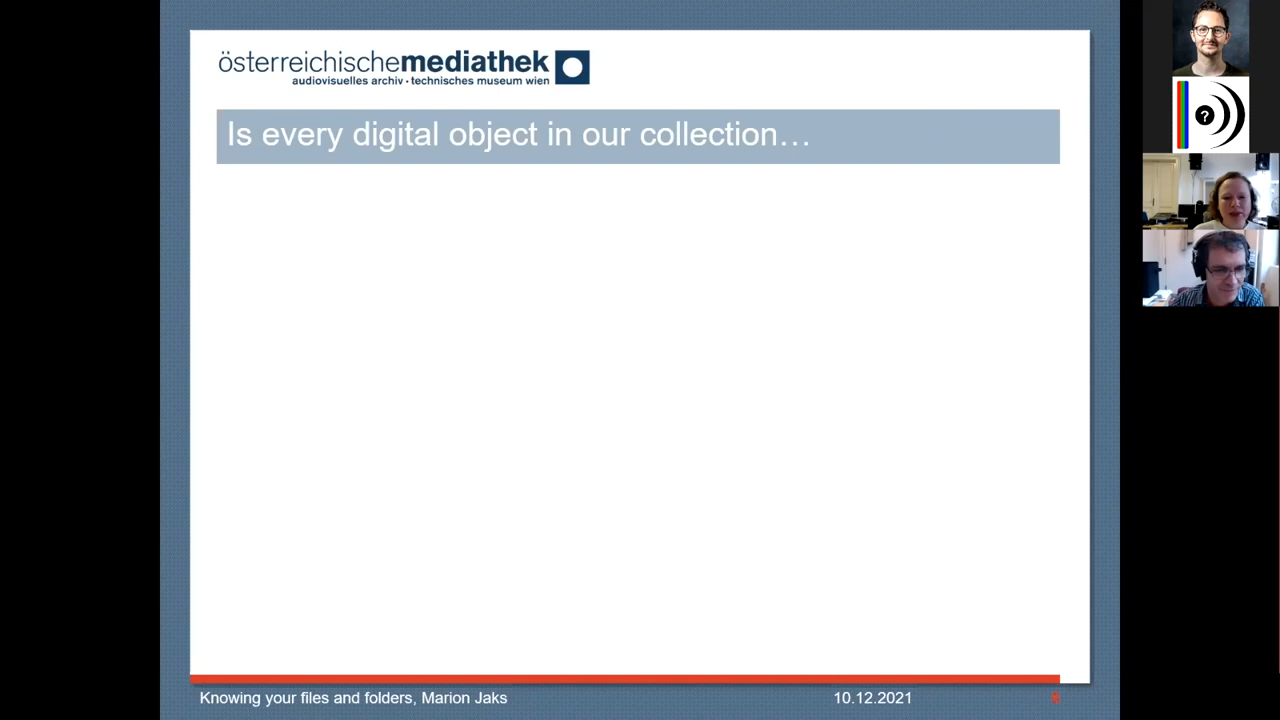 österreichischemediathek
audiovisuelles archiv · technisches museum wien
Is every digital object in our collection…
?
Knowing your files and folders, Marion Jaks
10.12.2021